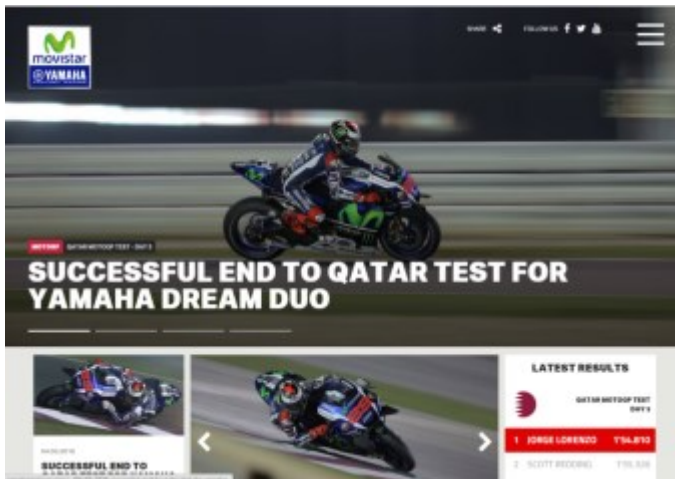 movistar
YAMAHA
SHARE
FOLLOW US
MOTOGP
QATAR MOTOGP TEST - DAY 3
SUCCESSFUL END TO QATAR TEST FOR
YAMAHA DREAM DUO
SUCCESSFUL END TO
LATEST RESULTS
QATAR MOTOGP TEST
DAY 3
1 JORGE LORENZO 1'54.810
2 SCOTT REDDING